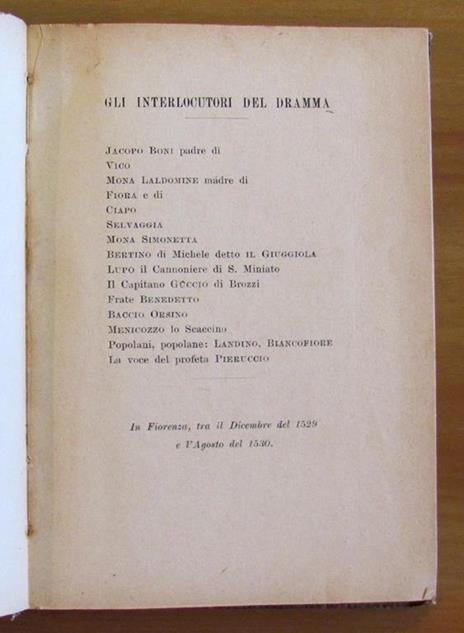 GLI INTERLOCUTORI DEL DRAMMA
JACOPO BONI padre di
VICO
MONA LALDOMINE madre di
FIORA e di
CIAPO
SELVAGGIA
MONA SIMONETTA
BERTINO di Michele detto IL GIUGGIOLA
LUPO il Cannoniere di S. Miniato
Il Capitano GOCCIO di Brozzi
Frate BENEDETTO
BACCIO ORSINO
MENICOZZO lo Scaccino
Popolani, popolane: LANDINO, BIANCOFIORE
La voce del profeta PIERUCCIO
In Fiorenza, tra il Dicembre del 1529
e l'Agosto del 1530.